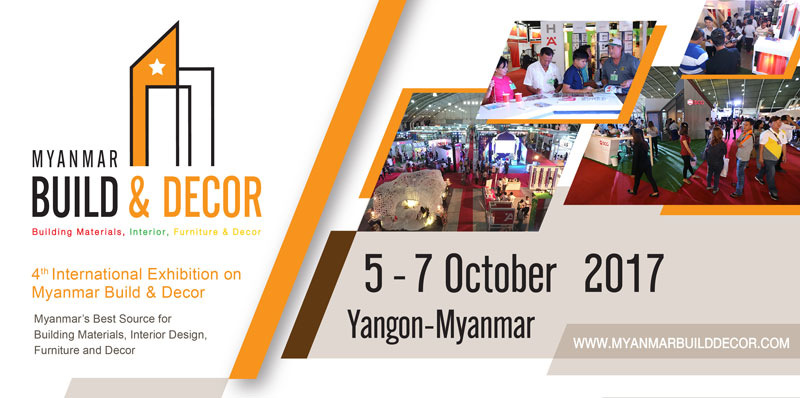 MYANMAR
BUILD & DECOR
Building Materials, Interior, Furniture & Decor
4th International Exhibition on
Myanmar Build & Decor
Myanmar's Best Source for
Building Materials, Interior Design,
Furniture and Decor
5 - 7 October 2017
Yangon-Myanmar
WWW.MYANMARBUILDDECOR.COM